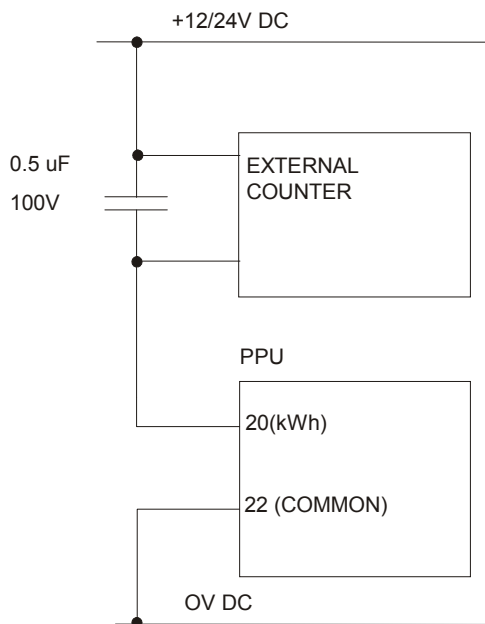 +12/24V DC
0.5 uF
100V
EXTERNAL
COUNTER
PPU
20(kWh)
22 (COMMON)
OV DC